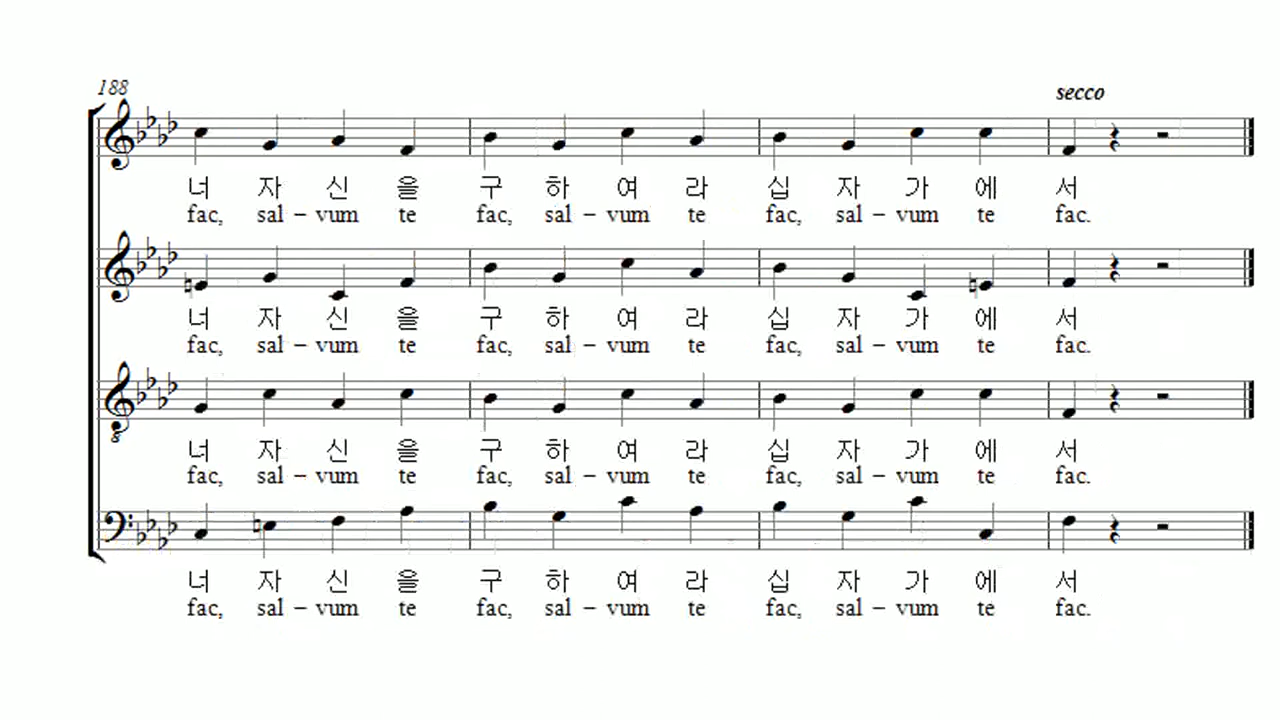 188
secco
너 자 신 을 구 하 여 라 십 자 가 에 서
fac, sal – vum te fac, sal – vum te fac, sal – vum te fac.
너 자 신 을 구 하 여 라 십 자 가 에 서
fac, sal – vum te fac, sal – vum te fac, sal – vum te fac.
8
너 자 신 을 구 하 여 라 십 자 가 에 서
fac, sal – vum te fac, sal – vum te fac, sal – vum te fac.
너 자 신 을 구 하 여 라 십 자 가 에 서
fac, sal – vum te fac, sal – vum te fac, sal – vum te fac.